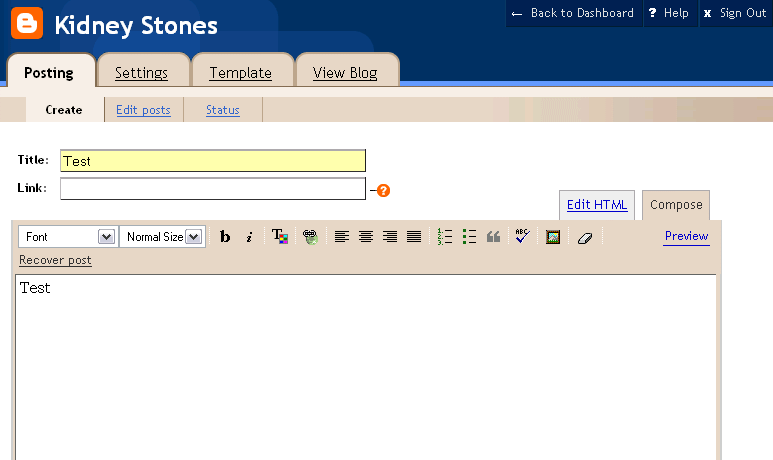 Kidney Stones
← Back to Dashboard ? Help x Sign Out
Posting Settings Template View Blog
Create Edit posts Status
Title: Test
Link:
Edit HTML Compose
Font Normal Size b i T ABC Preview
Recover post
Test